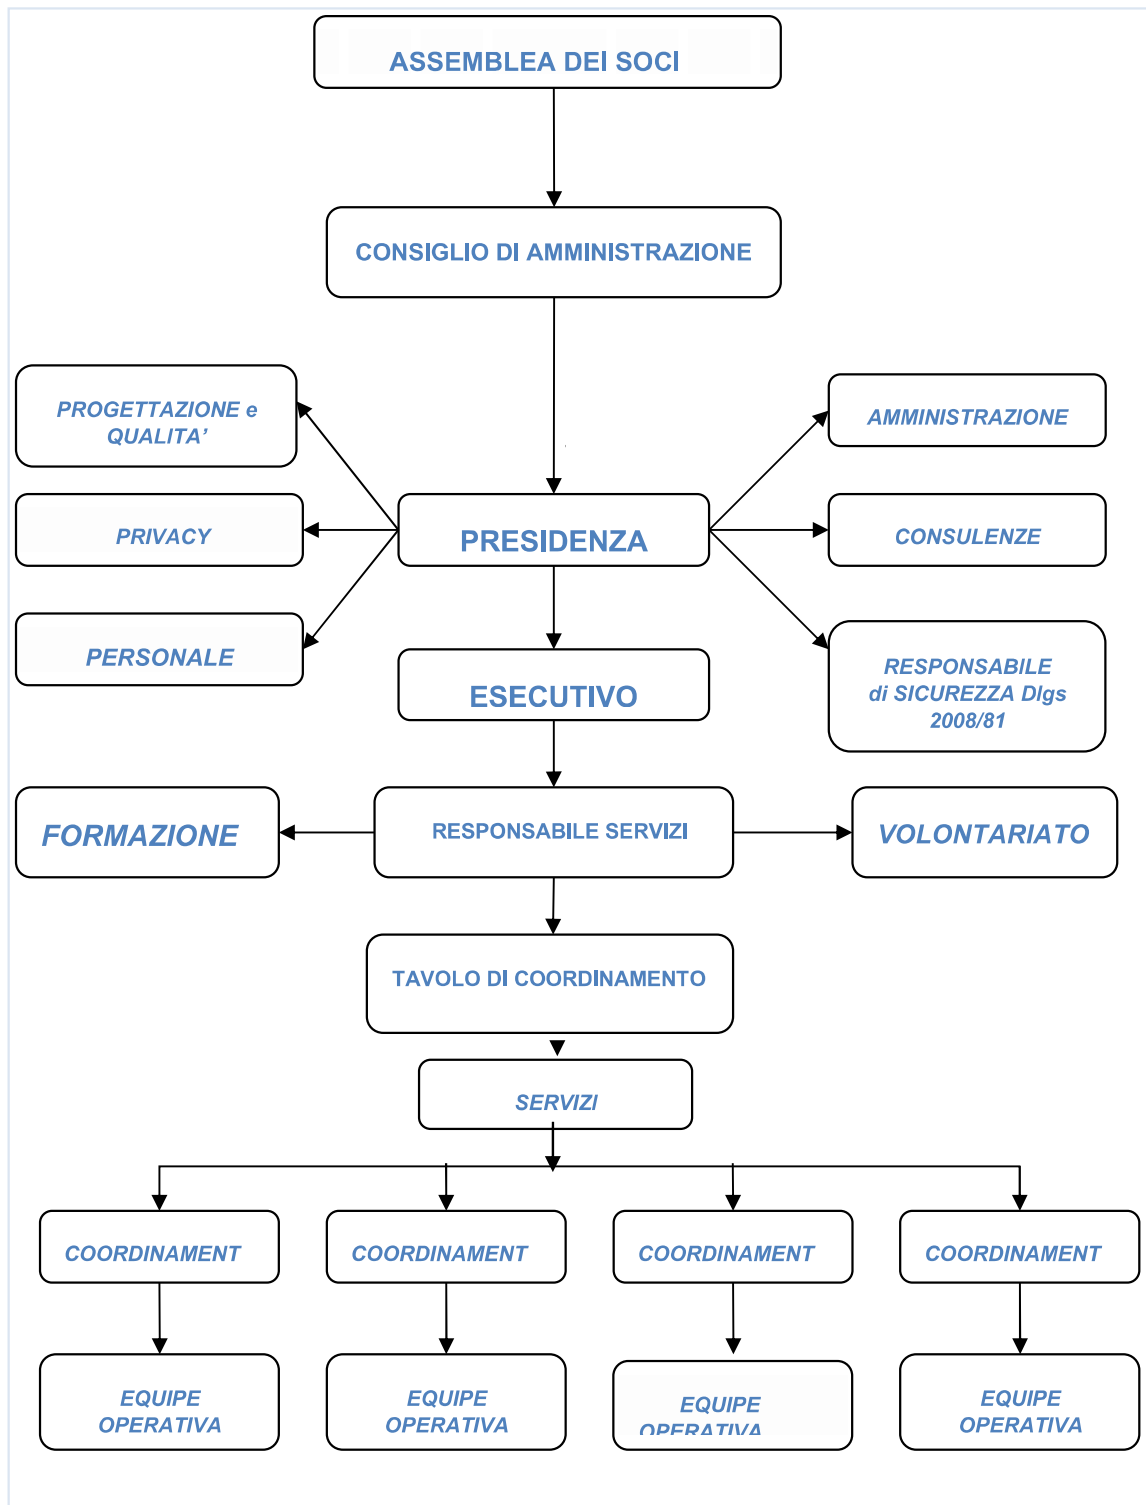 ASSEMBLEA DEI SOCI
CONSIGLIO DI AMMINISTRAZIONE
PROGETTAZIONE e
QUALITA’
AMMINISTRAZIONE
PRIVACY
PRESIDENZA
CONSULENZE
PERSONALE
ESECUTIVO
RESPONSABILE
di SICUREZZA Dlgs
2008/81
FORMAZIONE
RESPONSABILE SERVIZI
VOLONTARIATO
TAVOLO DI COORDINAMENTO
SERVIZI
COORDINAMENT
COORDINAMENT
COORDINAMENT
COORDINAMENT
EQUIPE
OPERATIVA
EQUIPE
OPERATIVA
EQUIPE
OPERATIVA
EQUIPE
OPERATIVA